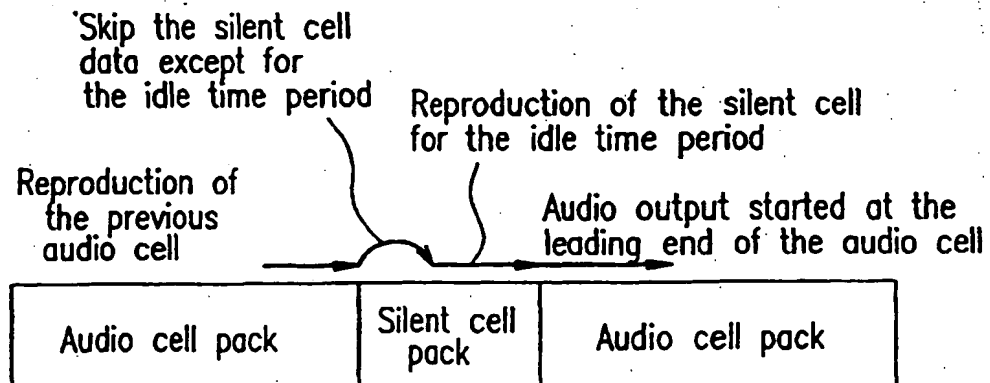 Skip the silent cell
data except for
the idle time period
Reproduction of the silent cell
for the idle time period
Reproduction of
the previous
audio cell
Audio output started at the
leading end of the audio cell
Audio cell pack
Silent cell
pack
Audio cell pack